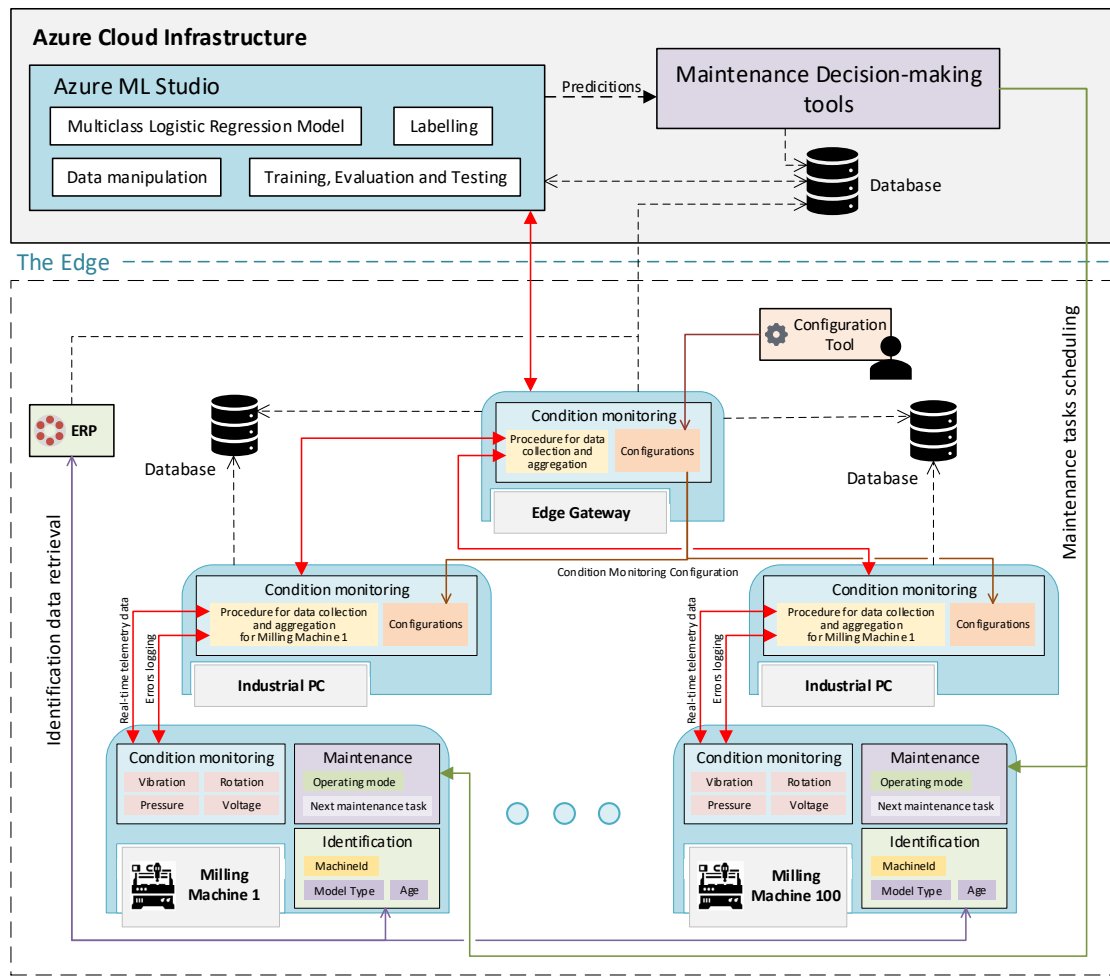 Azure Cloud Infrastructure
Azure ML Studio
Multiclass Logistic Regression Model
Labelling
Data manipulation
Training, Evaluation and Testing
Predicitions
Maintenance Decision-making
tools
Database
The Edge
Maintenance tasks scheduling
Configuration
Tool
ERP
Database
Condition monitoring
Procedure for data
collection and
aggregation
Configurations
Edge Gateway
Database
Identification data retrieval
Condition Monitoring Configuration
Condition monitoring
Procedure for data collection
and aggregation
for Milling Machine 1
Configurations
Industrial PC
Condition monitoring
Procedure for data collection
and aggregation
for Milling Machine 1
Configurations
Industrial PC
Real-time telemetry data
Errors logging
Real-time telemetry data
Errors logging
Condition monitoring
Vibration
Rotation
Pressure
Voltage
Maintenance
Operating mode
Next maintenance task
Identification
MachineId
Model Type
Age
Milling
Machine 1
Condition monitoring
Vibration
Rotation
Pressure
Voltage
Maintenance
Operating mode
Next maintenance task
Identification
MachineId
Model Type
Age
Milling
Machine 100